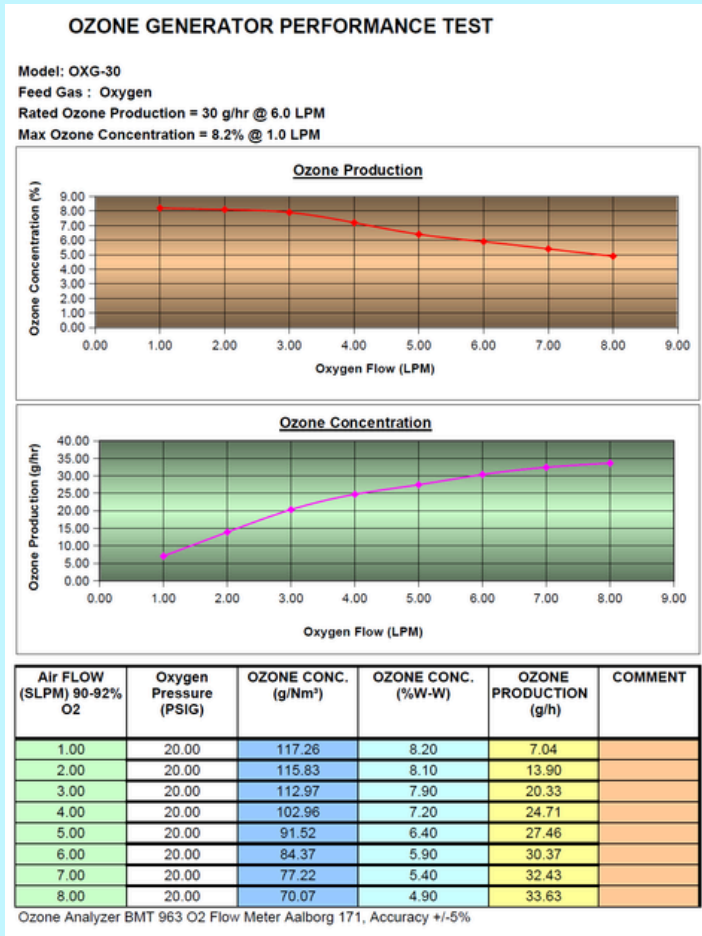 OZONE GENERATOR PERFORMANCE TEST
Model: OXG-30
Feed Gas : Oxygen
Rated Ozone Production = 30 g/hr @ 6.0 LPM
Max Ozone Concentration = 8.2% @ 1.0 LPM
Ozone Production
Ozone Concentration (%)
9.00
8.00
7.00
6.00
5.00
4.00
3.00
2.00
1.00
0.00
0.00 1.00 2.00 3.00 4.00 5.00 6.00 7.00 8.00 9.00
Oxygen Flow (LPM)
Ozone Concentration
Ozone Production (g/hr)
40.00
35.00
30.00
25.00
20.00
15.00
10.00
5.00
0.00
0.00 1.00 2.00 3.00 4.00 5.00 6.00 7.00 8.00 9.00
Oxygen Flow (LPM)
Air FLOW Oxygen OZONE CONC. OZONE CONC. OZONE COMMENT
(SLPM) 90-92% Pressure (g/Nm³) (%W-W) PRODUCTION
O2 (PSIG) (g/h)
1.00 20.00 117.26 8.20 7.04
2.00 20.00 115.83 8.10 13.90
3.00 20.00 112.97 7.90 20.33
4.00 20.00 102.96 7.20 24.71
5.00 20.00 91.52 6.40 27.46
6.00 20.00 84.37 5.90 30.37
7.00 20.00 77.22 5.40 32.43
8.00 20.00 70.07 4.90 33.63
Ozone Analyzer BMT 963 O2 Flow Meter Aalborg 171, Accuracy +/-5%